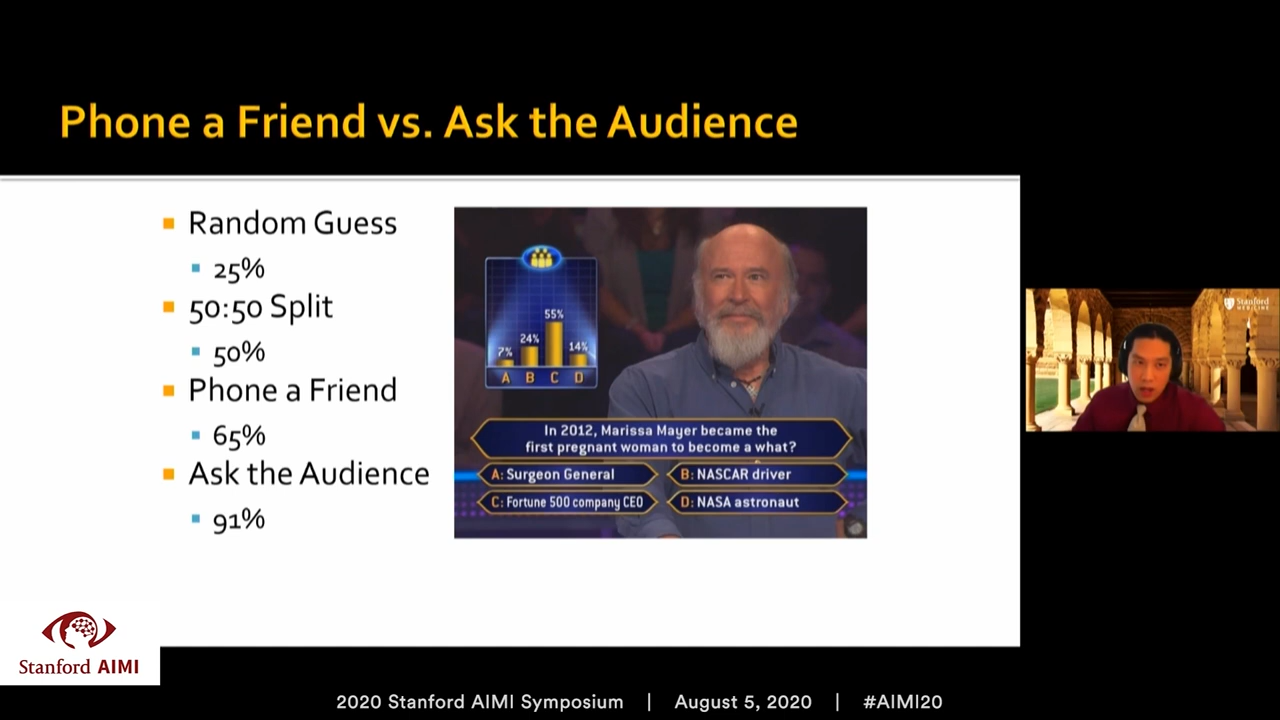 Phone a Friend vs. Ask the Audience
Random Guess
25%
50:50 Split
50%
Phone a Friend
65%
Ask the Audience
91%
7%
24%
55%
14%
A B C D
In 2012, Marissa Mayer became the
first pregnant woman to become a what?
A: Surgeon General
B: NASCAR driver
C: Fortune 500 company CEO
D: NASA astronaut
Stanford
MEDICINE
Stanford AIMI
2020 Stanford AIMI Symposium | August 5, 2020 | #AIMI20